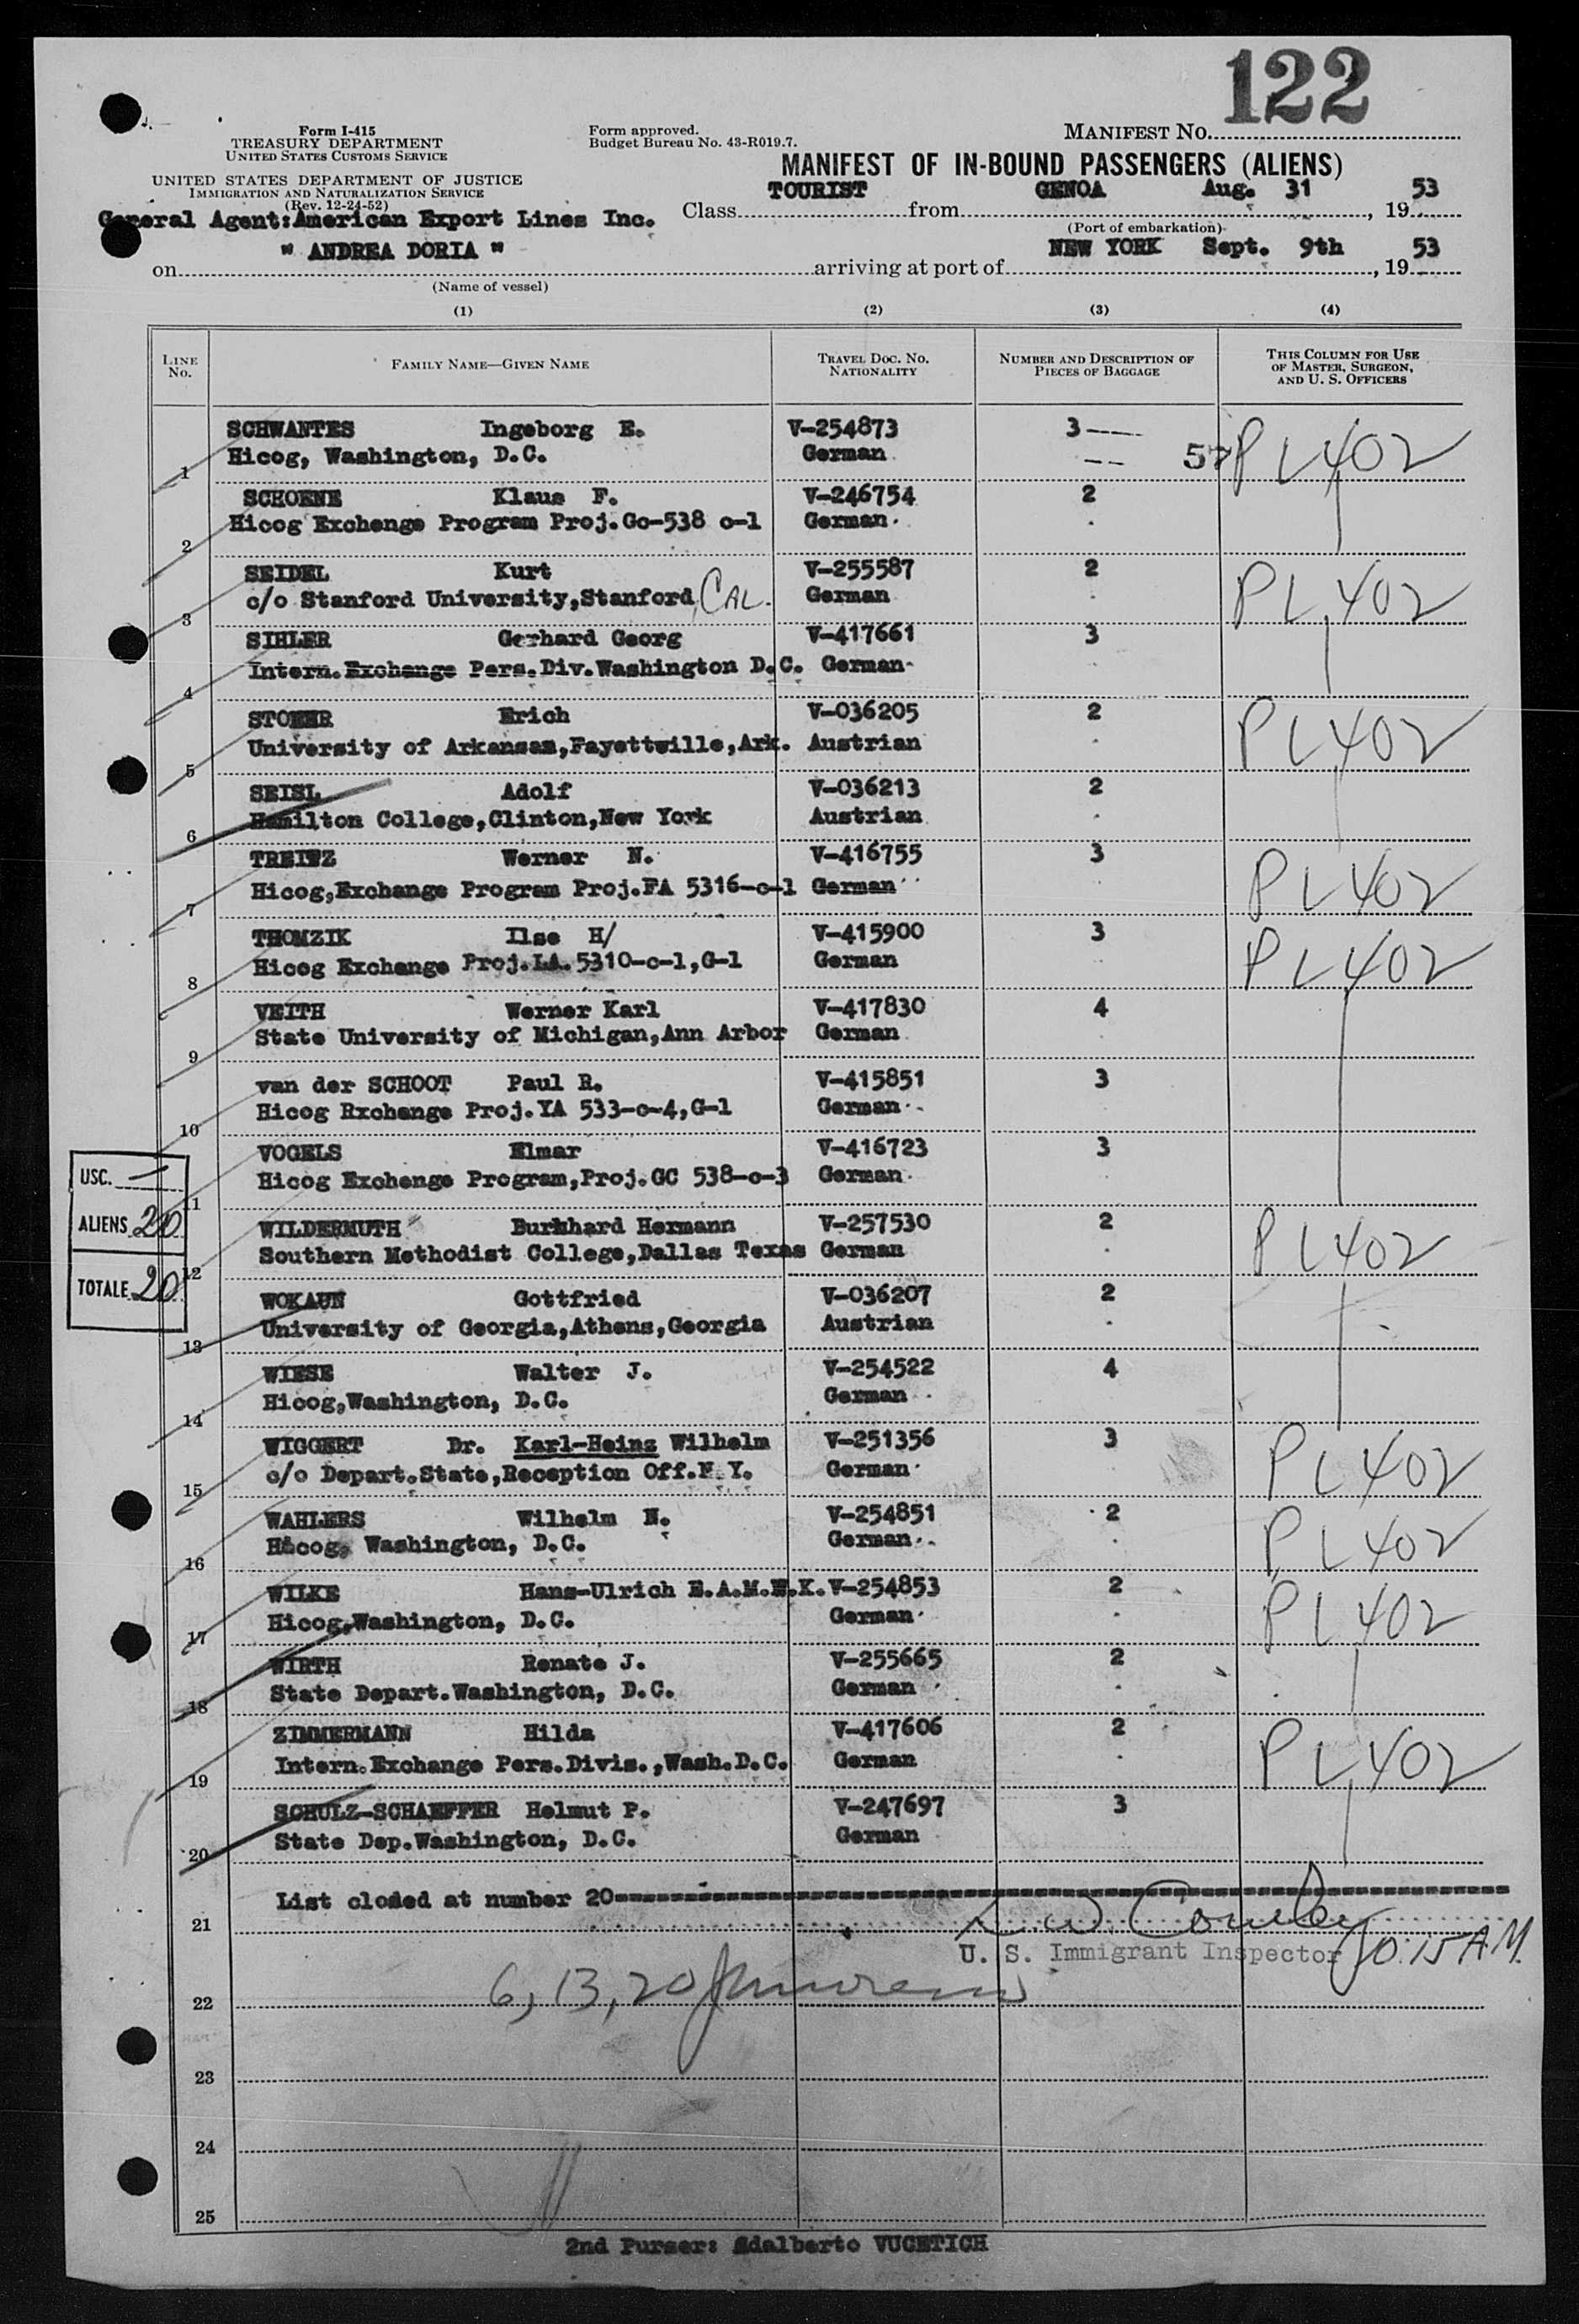 122
Form I-415
TREASURY DEPARTMENT
UNITED STATES CUSTOMS SERVICE
Form approved.
Budget Bureau No. 43-R019.7.
MANIFEST NO.
UNITED STATES DEPARTMENT OF JUSTICE
IMMIGRATION AND NATURALIZATION SERVICE
(Rev. 12-24-52)
MANIFEST OF IN-BOUND PASSENGERS (ALIENS)
General Agent:American Export Lines Inc.
Class TOURIST from GENOA Aug. 31, 1953
(Port of embarkation)
on " ANDREA DORIA " arriving at port of NEW YORK Sept. 9th, 1953
(Name of vessel)
(1) (2) (3) (4)
LINE NO. FAMILY NAME—GIVEN NAME TRAVEL DOC. NO. NATIONALITY NUMBER AND DESCRIPTION OF PIECES OF BAGGAGE THIS COLUMN FOR USE OF MASTER, SURGEON, AND U. S. OFFICERS
SCHWANTES Ingeborg E. V-254873 3---
1 Hicog, Washington, D.C. German -- 57 PL 402
SCHOENE Klaus F. V-246754 2
2 Hicog Exchenge Program Proj.Go-538 c-1 German
SEIDEL Kurt V-255587 2
3 c/o Stanford University,Stanford, CAL. German PL 402
SIHLER Gerhard Georg V-417661 3
4 Intern.Exchange Pers.Div.Washington D.C. German
STOEHR Erich V-036205 2
5 University of Arkansas,Fayettville,Ark. Austrian PL 402
SEISL Adolf V-036213 2
6 Hamilton College,Clinton,New York Austrian
TREITZ Werner N. V-416755 3
7 Hicog,Exchange Program Proj.FA 5316-c-1 German PL 402
THOMZIK Ilse H/ V-415900 3
8 Hicog Exchange Proj.LA.5310-c-1,G-1 German PL 402
VEITH Werner Karl V-417830 4
9 State University of Michigan,Ann Arbor German
van der SCHOOT Paul R. V-415851 3
10 Hicog Rxchange Proj.YA 533-c-4,G-1 German
VOGELS Elmar V-416723 3
11 Hicog Exchenge Program,Proj.GC 538-c-3 German
USC. —
ALIENS 20
TOTALE 20
WILDERMUTH Burkhard Hermann V-257530 2
12 Southern Methodist College,Dallas Texas German PL 402
WOKAUN Gottfried V-036207 2
13 University of Georgia,Athens,Georgia Austrian
WIESE Walter J. V-254522 4
14 Hicog,Washington, D.C. German
WIGGERT Dr. Karl-Heinz Wilhelm V-251356 3
15 c/o Depart.State,Reception Off.N.Y. German PL 402
WAHLERS Wilhelm N. V-254851 2
16 Hicog, Washington, D.C. German PL 402
WILKE Hans-Ulrich E.A.M.W.K. V-254853 2
17 Hicog,Washington, D.C. German PL 402
WIRTH Renate J. V-255665 2
18 State Depart.Washington, D.C. German
ZIMMERMANN Hilda V-417606 2
19 Intern.Exchange Pers.Divis.,Wash.D.C. German PL 402
SCHULZ-SCHAEFFER Helmut P. V-247697 3
20 State Dep.Washington, D.C. German
List closed at number 20
21
U. S. Immigrant Inspector 10:15 A.M.
6, 13, 20
22
23
24
25
2nd Purser: Adalberto VUCETICH